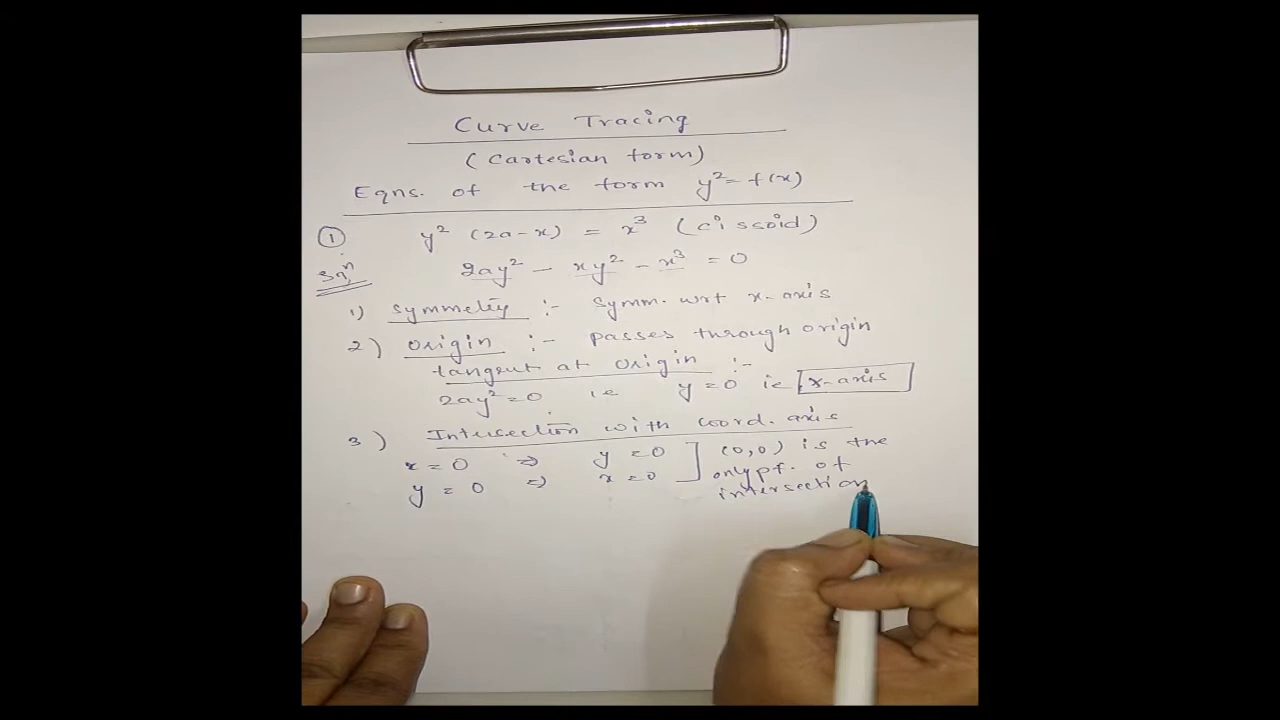 Curve Tracing
(Cartesian form)
Eqns. of the form y² = f(x)
① y² (2a-x) = x³ (cissoid)
Solⁿ 2ay² - xy² - x³ = 0
1) Symmetry :- Symm. wrt x-axis
2) Origin :- passes through origin
tangent at origin :-
2ay² = 0 ie y = 0 ie x-axis
3) Intersection with coord. axis
x = 0 ⇒ y = 0 ] (0,0) is the
y = 0 ⇒ x = 0 only pt. of
intersection